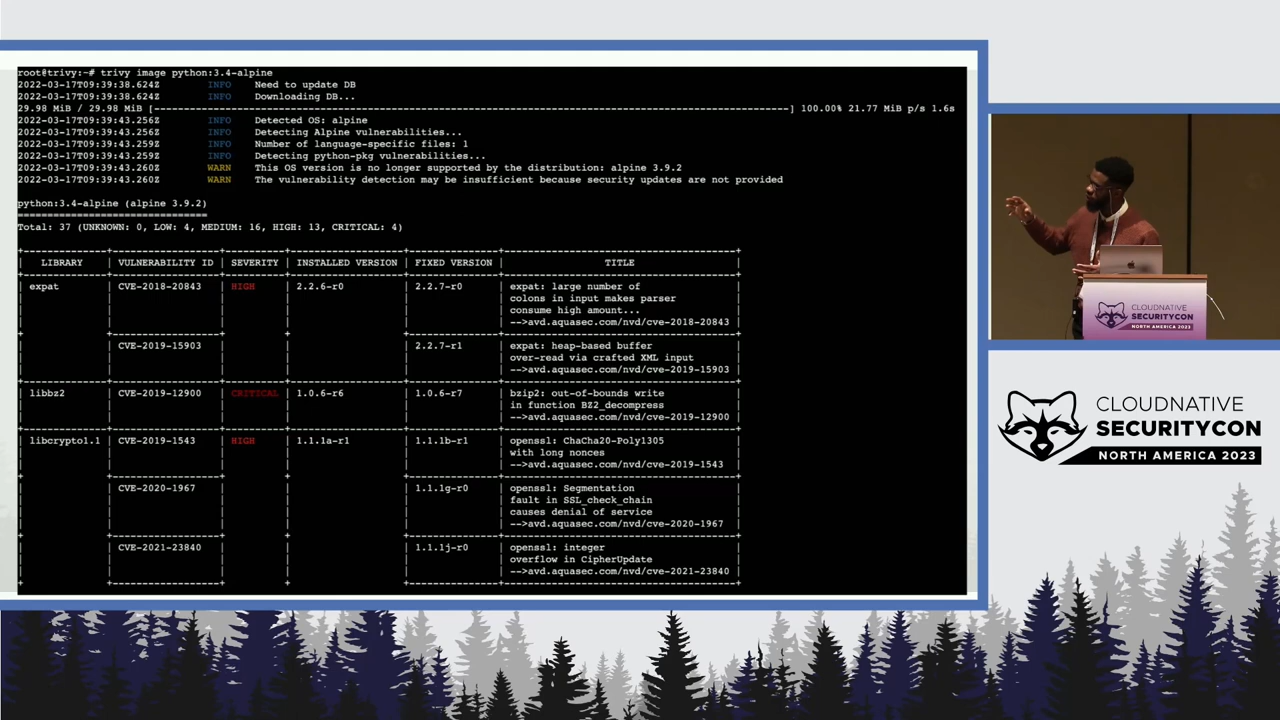 root@trivy:~# trivy image python:3.4-alpine
2022-03-17T09:39:38.624Z INFO Need to update DB
2022-03-17T09:39:38.624Z INFO Downloading DB...
29.98 MiB / 29.98 MiB [---------------------------------------------------------------------------------------------------------] 100.00% 21.77 MiB p/s 1.6s
2022-03-17T09:39:43.256Z INFO Detected OS: alpine
2022-03-17T09:39:43.256Z INFO Detecting Alpine vulnerabilities...
2022-03-17T09:39:43.259Z INFO Number of language-specific files: 1
2022-03-17T09:39:43.259Z INFO Detecting python-pkg vulnerabilities...
2022-03-17T09:39:43.260Z WARN This OS version is no longer supported by the distribution: alpine 3.9.2
2022-03-17T09:39:43.260Z WARN The vulnerability detection may be insufficient because security updates are not provided
python:3.4-alpine (alpine 3.9.2)
================================
Total: 37 (UNKNOWN: 0, LOW: 4, MEDIUM: 16, HIGH: 13, CRITICAL: 4)
LIBRARY VULNERABILITY ID SEVERITY INSTALLED VERSION FIXED VERSION TITLE
expat CVE-2018-20843 HIGH 2.2.6-r0 2.2.7-r0 expat: large number of
colons in input makes parser
consume high amount...
-->avd.aquasec.com/nvd/cve-2018-20843
CVE-2019-15903 2.2.7-r1 expat: heap-based buffer
over-read via crafted XML input
-->avd.aquasec.com/nvd/cve-2019-15903
libbz2 CVE-2019-12900 CRITICAL 1.0.6-r6 1.0.6-r7 bzip2: out-of-bounds write
in function BZ2_decompress
-->avd.aquasec.com/nvd/cve-2019-12900
libcrypto1.1 CVE-2019-1543 HIGH 1.1.1a-r1 1.1.1b-r1 openssl: ChaCha20-Poly1305
with long nonces
-->avd.aquasec.com/nvd/cve-2019-1543
CVE-2020-1967 1.1.1g-r0 openssl: Segmentation
fault in SSL_check_chain
causes denial of service
-->avd.aquasec.com/nvd/cve-2020-1967
CVE-2021-23840 1.1.1j-r0 openssl: integer
overflow in CipherUpdate
-->avd.aquasec.com/nvd/cve-2021-23840
CLOUDNATIVE
SECURITYCON
NORTH AMERICA 2023
CLOUDNATIVE
SECURITYCON
NORTH AMERICA 2023